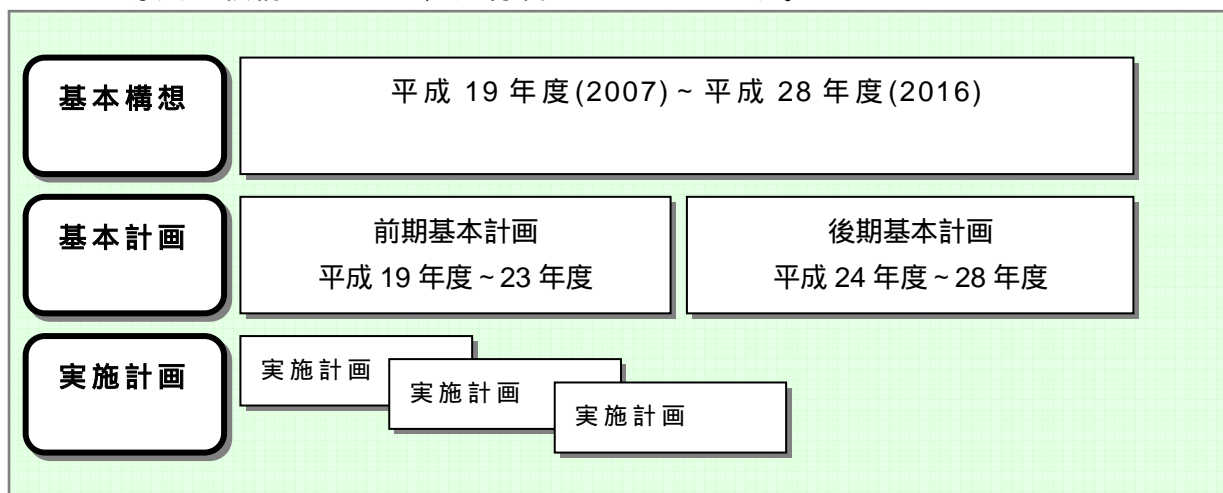 基本構想
平成 19 年度(2007) ~ 平成 28 年度(2016)
基本計画
前期基本計画
平成 19 年度 ~ 23 年度
後期基本計画
平成 24 年度 ~ 28 年度
実施計画
実施計画
実施計画
実施計画